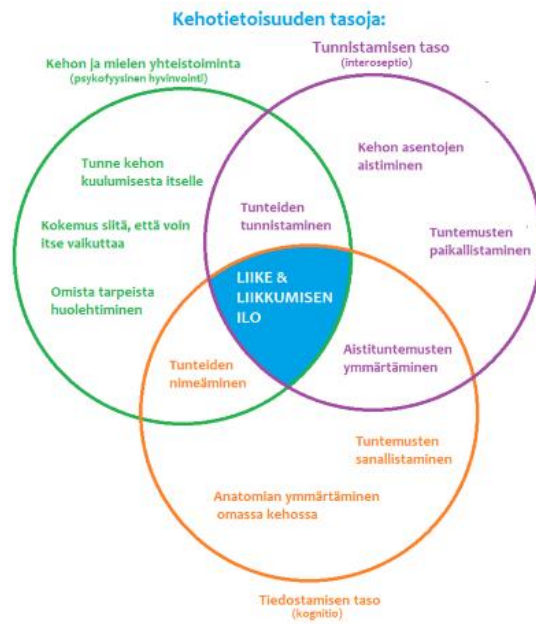 Kehotietoisuuden tasoja:
Kehon ja mielen yhteistoiminta
(psykofyysinen hyvinvointi)
Tunnistamisen taso
(interoseptio)
Tunne kehon
kuulumisesta itselle
Kokemus siitä, että voin
itse vaikuttaa
Omista tarpeista
huolehtiminen
Tunteiden
tunnistaminen
Kehon asentojen
aistiminen
Tuntemusten
paikallistaminen
LIIKE &
LIIKKUMISEN
ILO
Tunteiden
nimeäminen
Aistituntemusten
ymmärtäminen
Tuntemusten
sanallistaminen
Anatomian ymmärtäminen
omassa kehossa
Tiedostamisen taso
(kognitio)